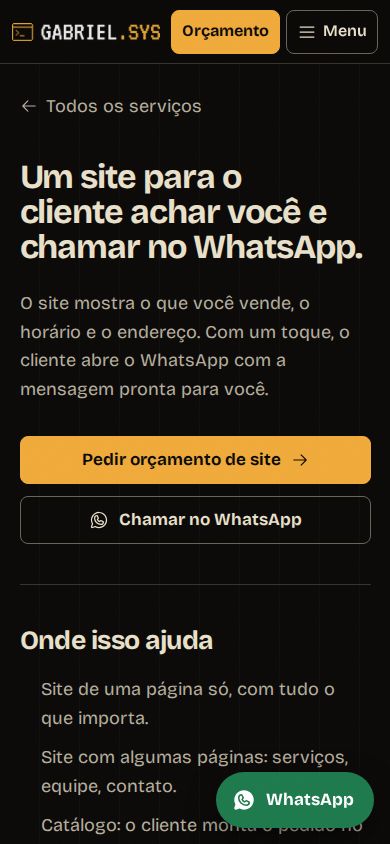 GABRIEL.SYS
Orçamento
Menu
Todos os serviços
Um site para o
cliente achar você e
chamar no WhatsApp.
O site mostra o que você vende, o
horário e o endereço. Com um toque, o
cliente abre o WhatsApp com a
mensagem pronta para você.
Pedir orçamento de site
Chamar no WhatsApp
Onde isso ajuda
Site de uma página só, com tudo o
que importa.
Site com algumas páginas: serviços,
equipe, contato.
WhatsApp
Catálogo: o cliente monta o pedido no